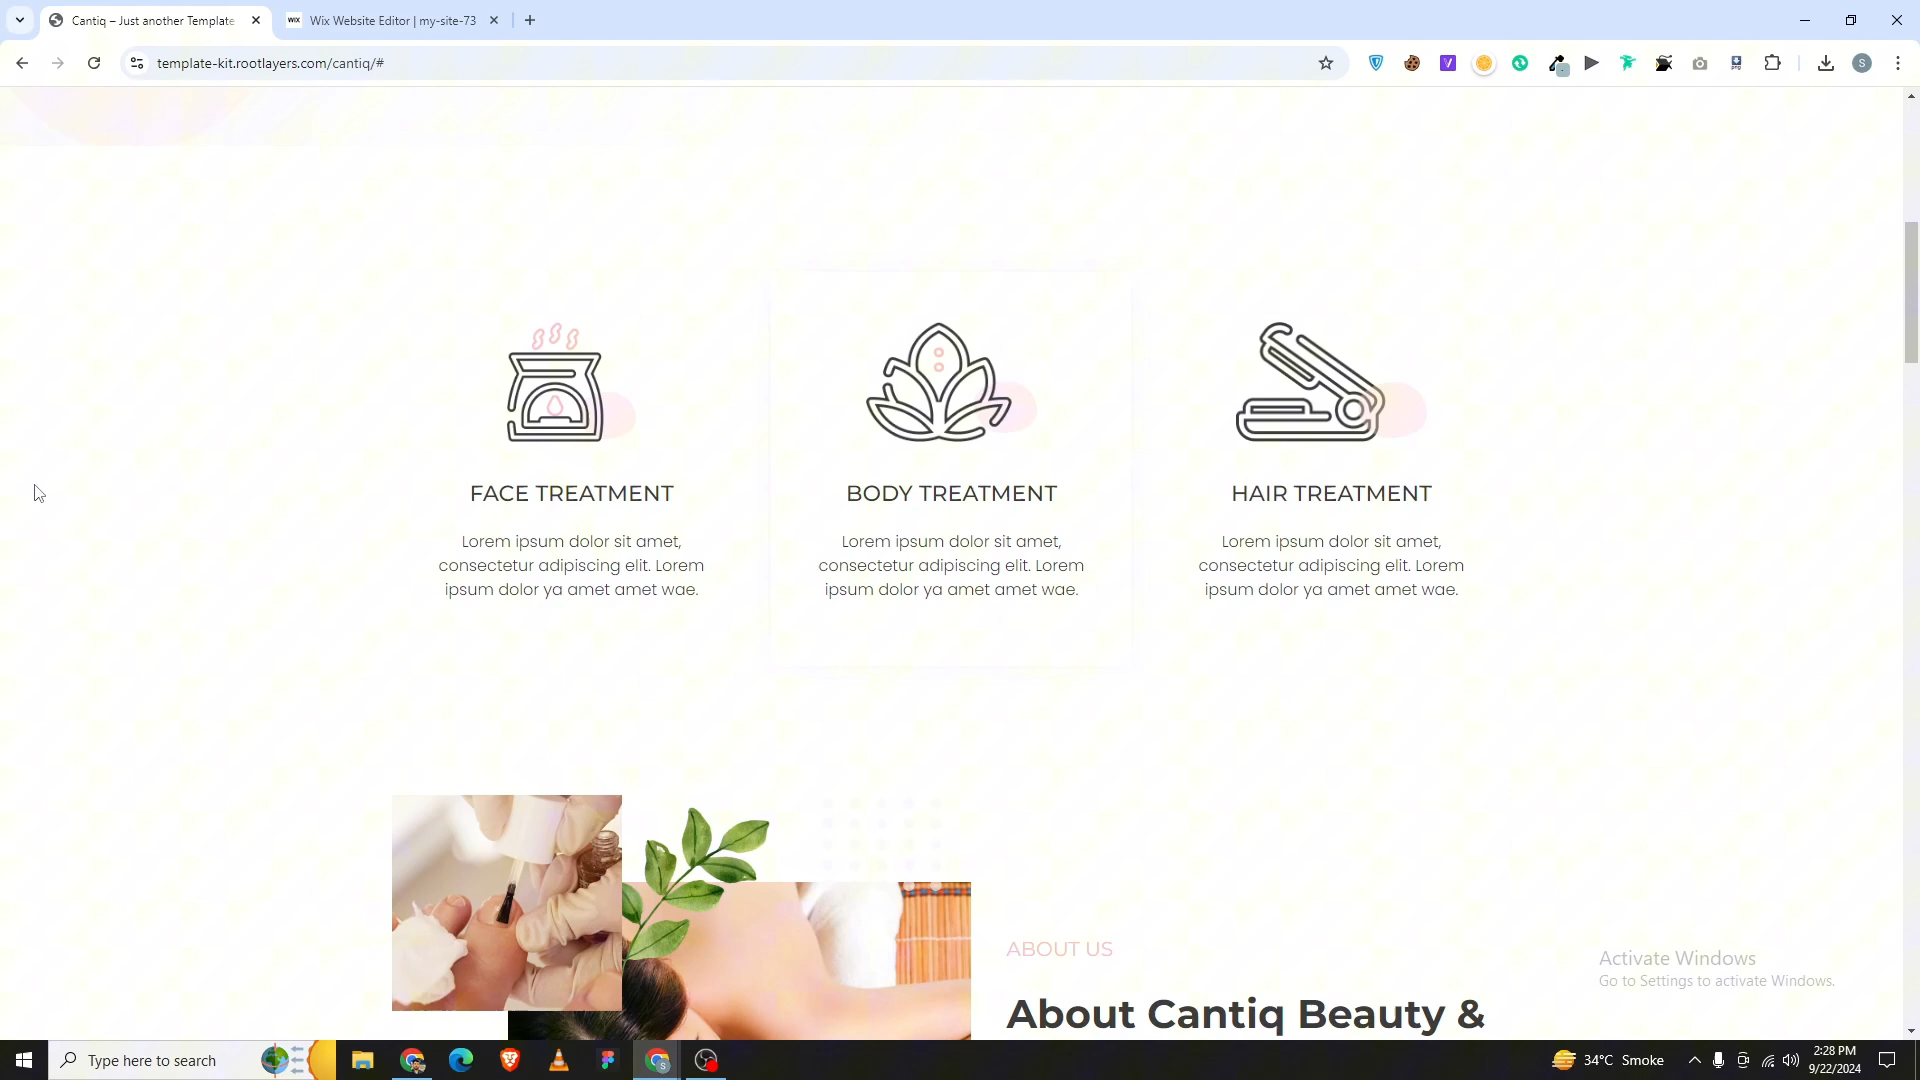 Cantiq – Just another Template
WIX
Wix Website Editor | my-site-73
template-kit.rootlayers.com/cantiq/#
S
FACE TREATMENT
Lorem ipsum dolor sit amet,
consectetur adipiscing elit. Lorem
ipsum dolor ya amet amet wae.
BODY TREATMENT
Lorem ipsum dolor sit amet,
consectetur adipiscing elit. Lorem
ipsum dolor ya amet amet wae.
HAIR TREATMENT
Lorem ipsum dolor sit amet,
consectetur adipiscing elit. Lorem
ipsum dolor ya amet amet wae.
ABOUT US
About Cantiq Beauty &
Activate Windows
Go to Settings to activate Windows.
Type here to search
34°C Smoke
2:28 PM
9/22/2024